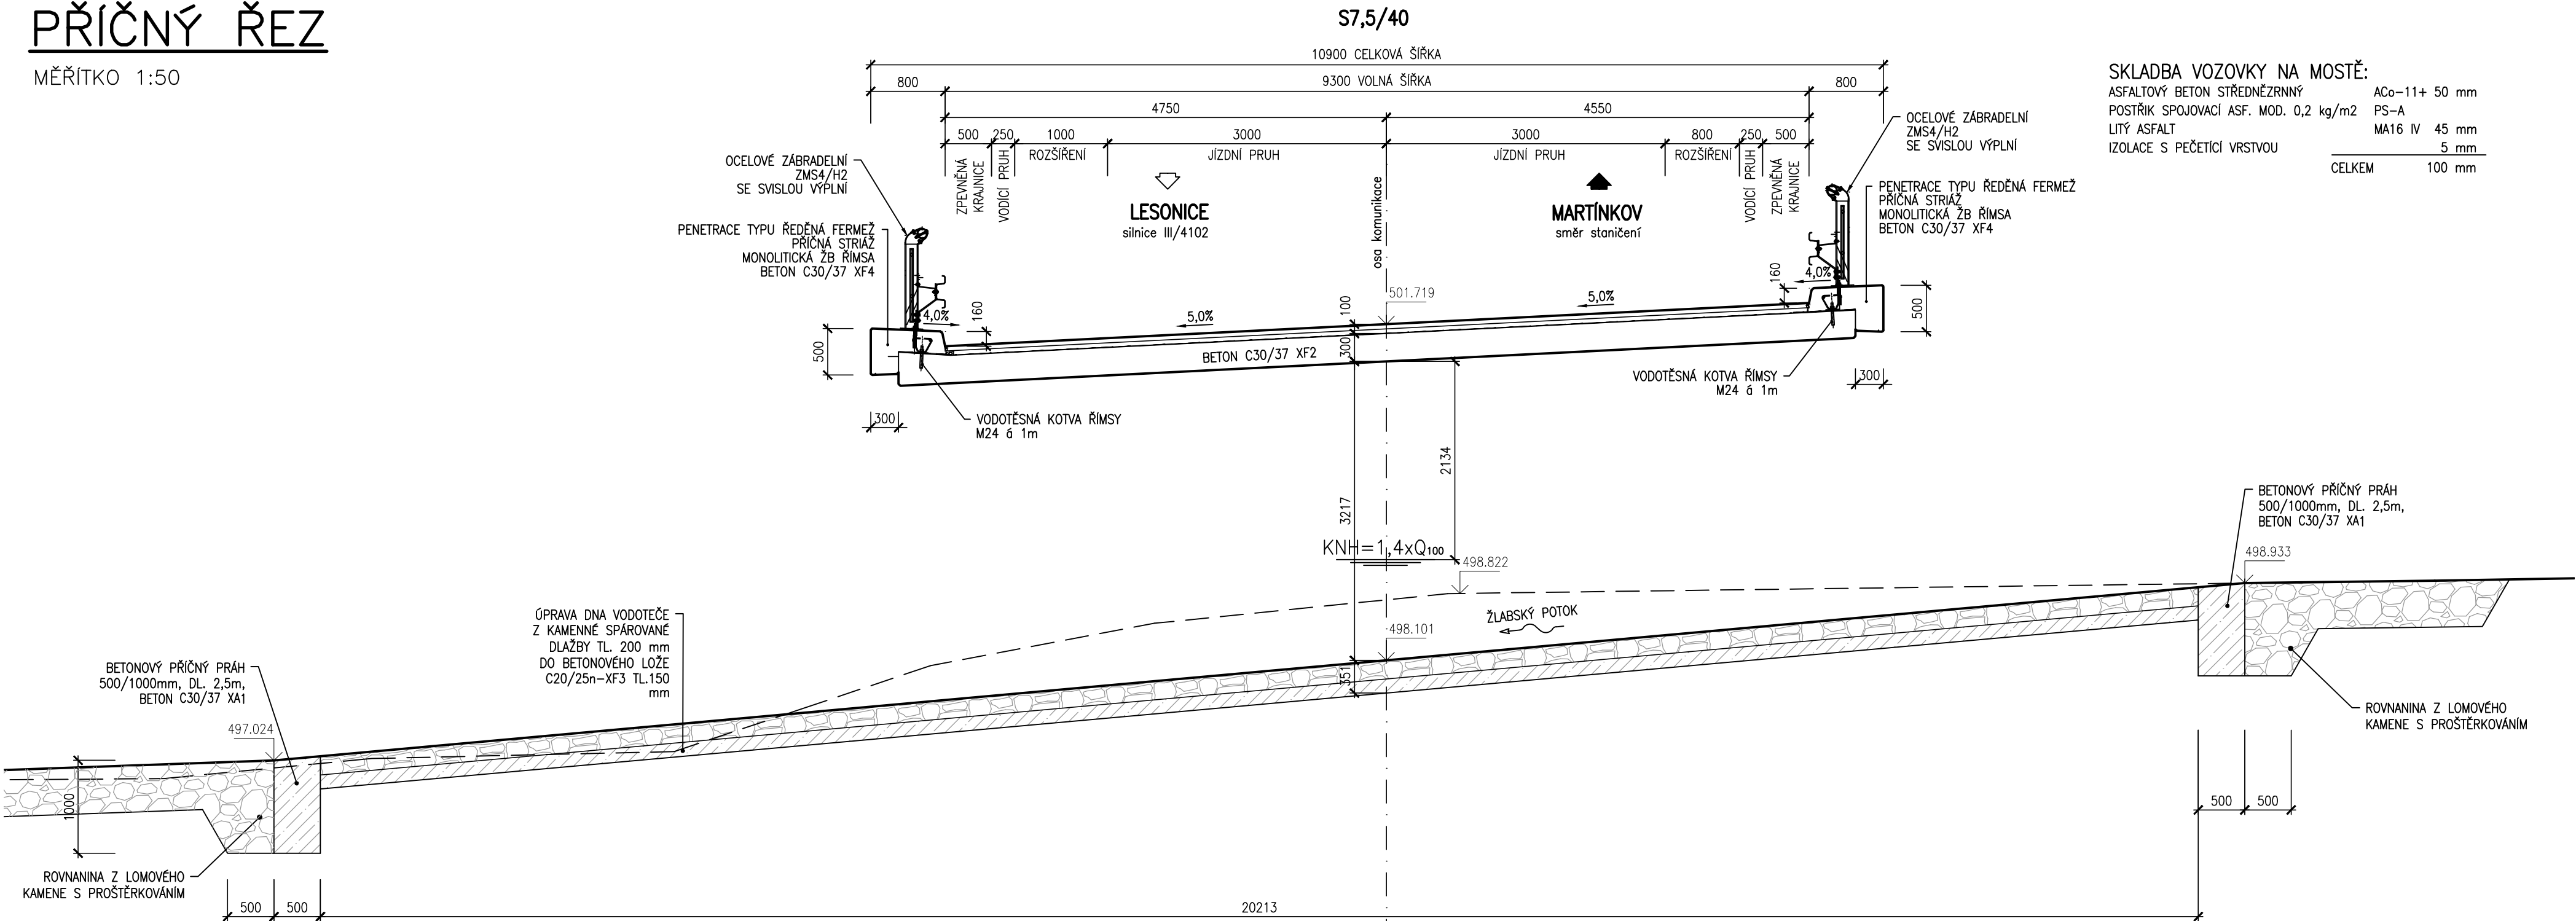 PŘÍČNÝ ŘEZ
MĚŘÍTKO 1:50
S7,5/40
10900 CELKOVÁ ŠÍŘKA
800
9300 VOLNÁ ŠÍŘKA
800
4750
4550
500
250
1000
3000
3000
800
250
500
ZPEVNĚNÁ
KRAJNICE
VODÍCÍ PRUH
ROZŠÍŘENÍ
JÍZDNÍ PRUH
JÍZDNÍ PRUH
ROZŠÍŘENÍ
VODÍCÍ PRUH
ZPEVNĚNÁ
KRAJNICE
osa komunikace
LESONICE
silnice III/4102
MARTÍNKOV
směr staničení
OCELOVÉ ZÁBRADELNÍ
ZMS4/H2
SE SVISLOU VÝPLNÍ
PENETRACE TYPU ŘEDĚNÁ FERMEŽ
PŘÍČNÁ STRIÁŽ
MONOLITICKÁ ŽB ŘÍMSA
BETON C30/37 XF4
OCELOVÉ ZÁBRADELNÍ
ZMS4/H2
SE SVISLOU VÝPLNÍ
PENETRACE TYPU ŘEDĚNÁ FERMEŽ
PŘÍČNÁ STRIÁŽ
MONOLITICKÁ ŽB ŘÍMSA
BETON C30/37 XF4
SKLADBA VOZOVKY NA MOSTĚ:
ASFALTOVÝ BETON STŘEDNĚZRNNÝ ACo-11+ 50 mm
POSTŘIK SPOJOVACÍ ASF. MOD. 0,2 kg/m2 PS-A
LITÝ ASFALT MA16 IV 45 mm
IZOLACE S PEČETÍCÍ VRSTVOU 5 mm
CELKEM 100 mm
4,0%
160
5,0%
100
501.719
5,0%
160
4,0%
500
500
300
BETON C30/37 XF2
300
300
VODOTĚSNÁ KOTVA ŘÍMSY
M24 á 1m
VODOTĚSNÁ KOTVA ŘÍMSY
M24 á 1m
2134
3217
KNH=1,4xQ100
498.822
ŽLABSKÝ POTOK
498.101
351
BETONOVÝ PŘÍČNÝ PRÁH
500/1000mm, DL. 2,5m,
BETON C30/37 XA1
498.933
ROVNANINA Z LOMOVÉHO
KAMENE S PROŠTĚRKOVÁNÍM
500
500
ÚPRAVA DNA VODOTEČE
Z KAMENNÉ SPÁROVANÉ
DLAŽBY TL. 200 mm
DO BETONOVÉHO LOŽE
C20/25n-XF3 TL.150
mm
BETONOVÝ PŘÍČNÝ PRÁH
500/1000mm, DL. 2,5m,
BETON C30/37 XA1
497.024
1000
ROVNANINA Z LOMOVÉHO
KAMENE S PROŠTĚRKOVÁNÍM
500
500
20213